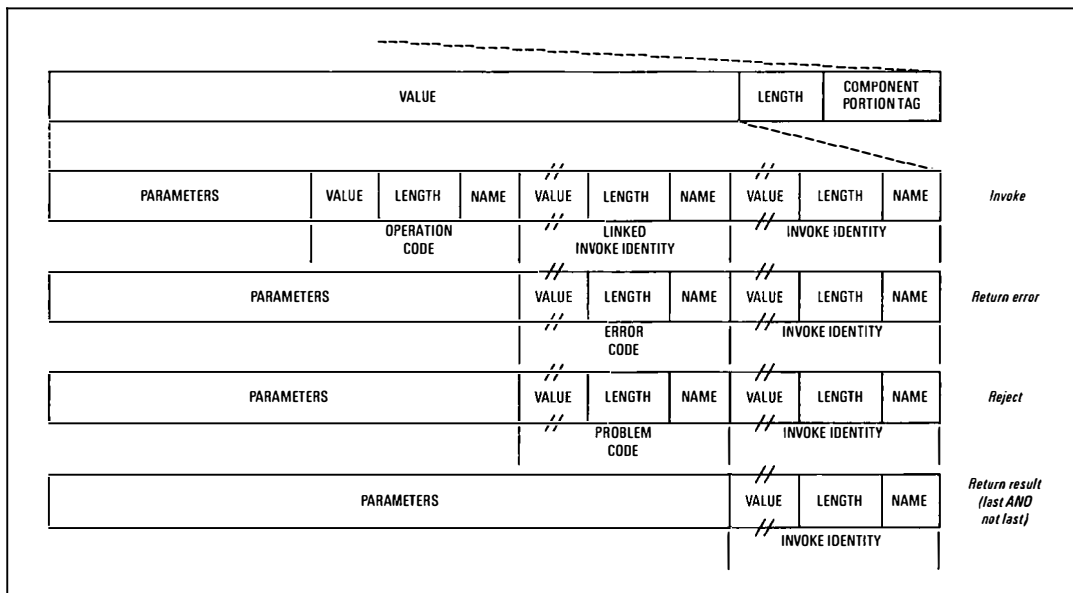 VALUE LENGTH COMPONENT PORTION TAG
PARAMETERS VALUE LENGTH NAME VALUE LENGTH NAME VALUE LENGTH NAME Invoke
OPERATION CODE LINKED INVOKE IDENTITY INVOKE IDENTITY
PARAMETERS VALUE LENGTH NAME VALUE LENGTH NAME Return error
ERROR CODE INVOKE IDENTITY
PARAMETERS VALUE LENGTH NAME VALUE LENGTH NAME Reject
PROBLEM CODE INVOKE IDENTITY
PARAMETERS VALUE LENGTH NAME Return result (last AND not last)
INVOKE IDENTITY